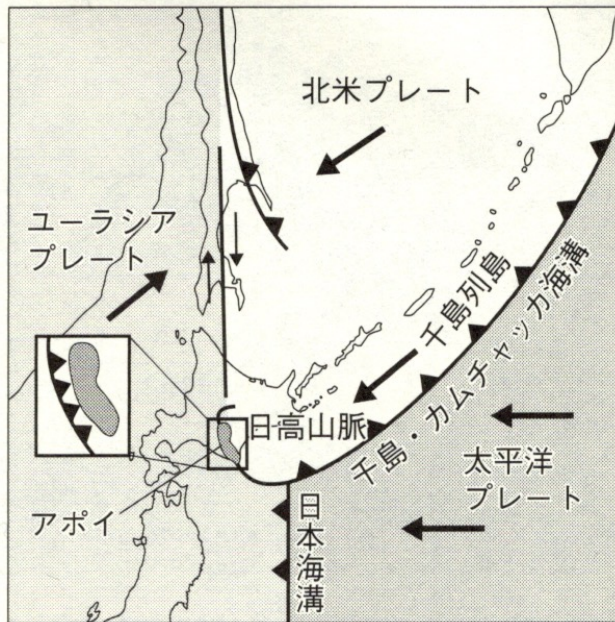 北米プレート
ユーラシア
プレート
千島列島
千島・カムチャッカ海溝
日高山脈
太平洋
プレート
アポイ
日本海溝